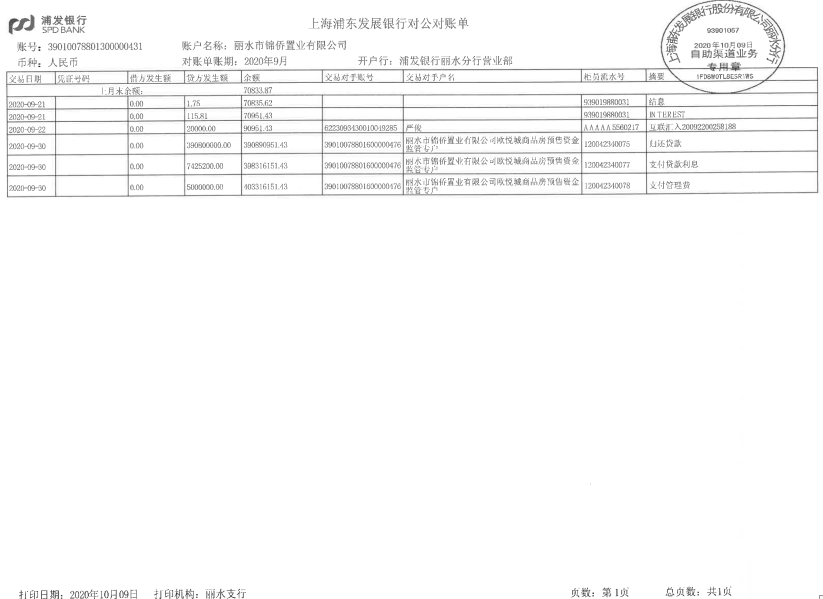 浦发银行
SPD BANK
上海浦东发展银行对公对账单
账号：39010078801300000431 账户名称：丽水市锦侨置业有限公司
币种：人民币 对账单账期：2020年9月 开户行：浦发银行丽水分行营业部
上海浦东发展银行股份有限公司丽水分行
93901057
2020年10月09日
自助渠道业务
专用章
交易日期 凭证号码 借方发生额 贷方发生额 余额 交易对手账号 交易对手户名 柜员流水号 摘要
上月末余额： 70833.87
2020-09-21 0.00 1.75 70835.62 939019880031 结息
2020-09-21 0.00 115.81 70951.43 939019880031 INTEREST
2020-09-22 0.00 20000.00 90951.43 6223093430010049285 严俊 AAAAA5560217 互联汇入20092200258188
2020-09-30 0.00 390800000.00 390890951.43 39010078801600000476 丽水市锦侨置业有限公司欧悦城商品房预售资金监管专户 120042340075 归还贷款
2020-09-30 0.00 7425200.00 398316151.43 39010078801600000476 丽水市锦侨置业有限公司欧悦城商品房预售资金监管专户 120042340077 支付贷款利息
2020-09-30 0.00 5000000.00 403316151.43 39010078801600000476 丽水市锦侨置业有限公司欧悦城商品房预售资金监管专户 120042340078 支付管理费
打印日期：2020年10月09日 打印机构：丽水支行 页数：第1页 总页数：共1页